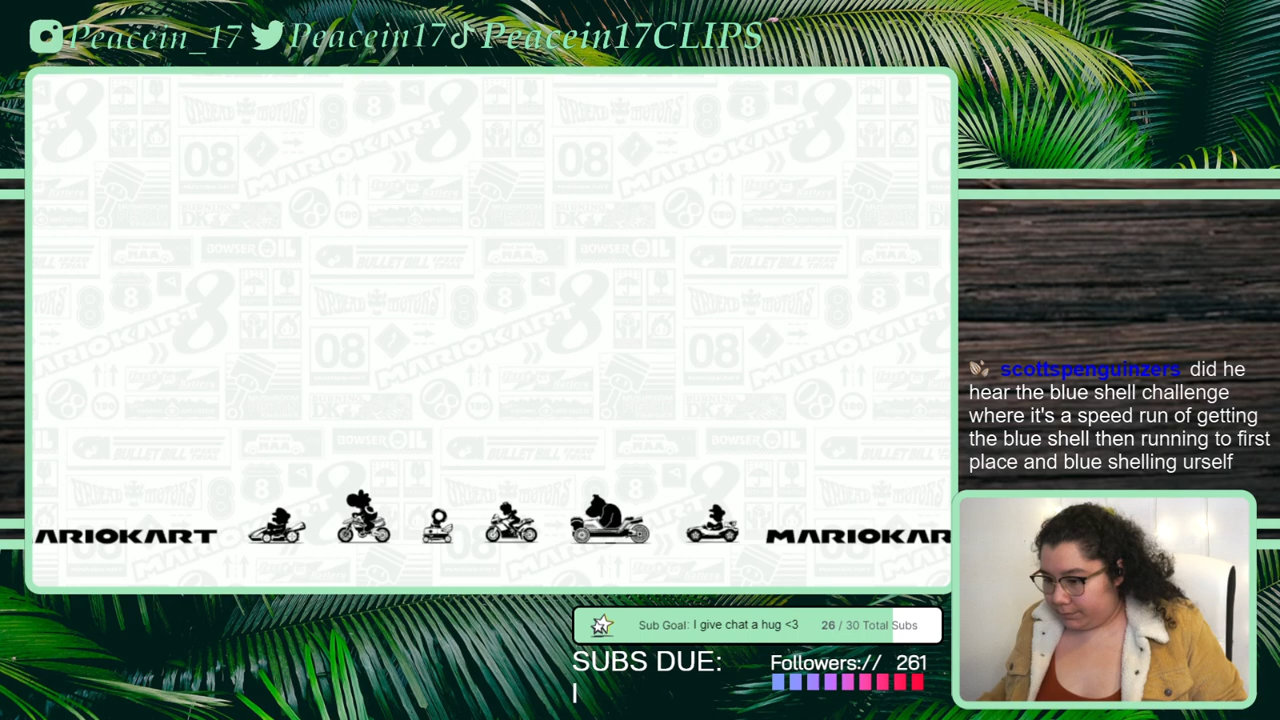 Peacein_17 Peacein17 Peacein17CLIPS
ARIOKART MARIOKAR
scottspenguinzers did he
hear the blue shell challenge
where it's a speed run of getting
the blue shell then running to first
place and blue shelling urself
Sub Goal: I give chat a hug <3 26 / 30 Total Subs
SUBS DUE:
I
Followers:// 261